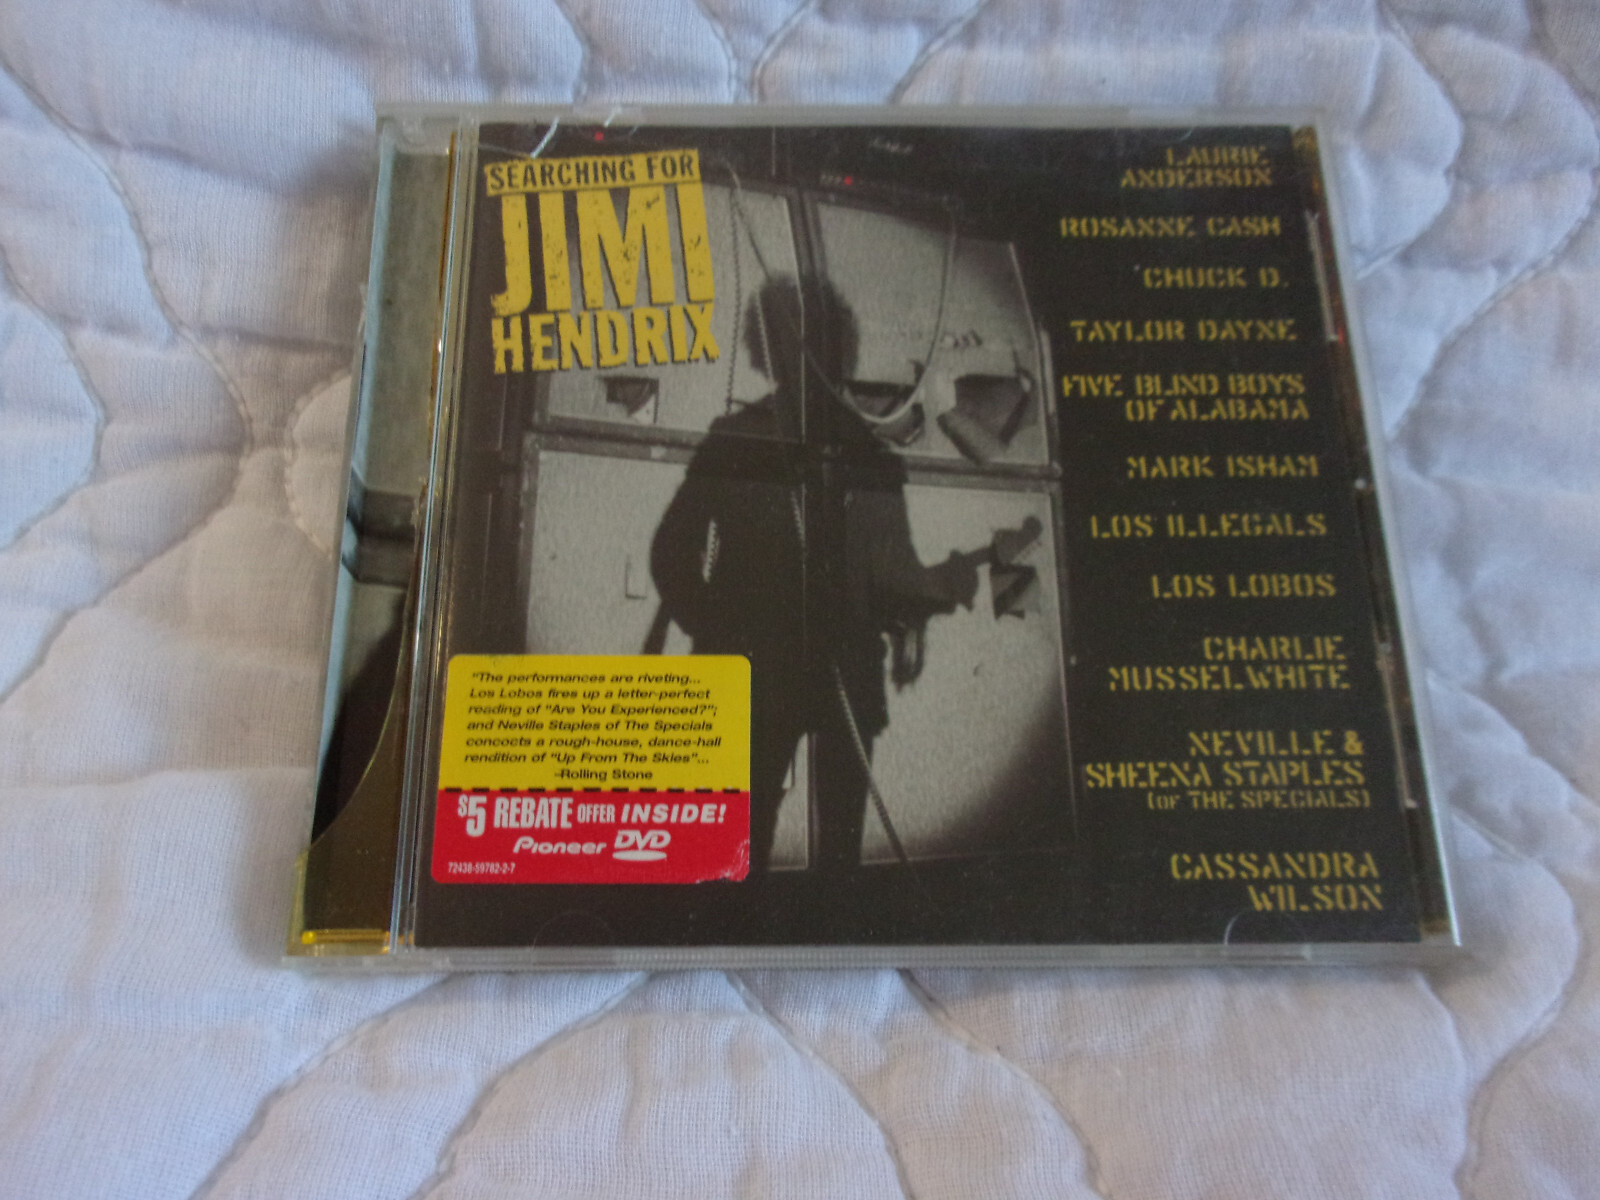 SEARCHING FOR
JIMI
HENDRIX
LAURIE
ANDERSON
ROSANNE CASH
CHUCK D.
TAYLOR DAYNE
FIVE BLIND BOYS
OF ALABAMA
MARK ISHAM
LOS ILLEGALS
LOS LOBOS
CHARLIE
MUSSELWHITE
NEVILLE &
SHEENA STAPLES
(OF THE SPECIALS)
CASSANDRA
WILSON
"The performances are riveting...
Los Lobos fires up a letter-perfect
reading of "Are You Experienced?";
and Neville Staples of The Specials
concocts a rough-house, dance-hall
rendition of "Up From The Skies"...
–Rolling Stone
$5 REBATE OFFER INSIDE!
Pioneer DVD
72438-59782-2-7